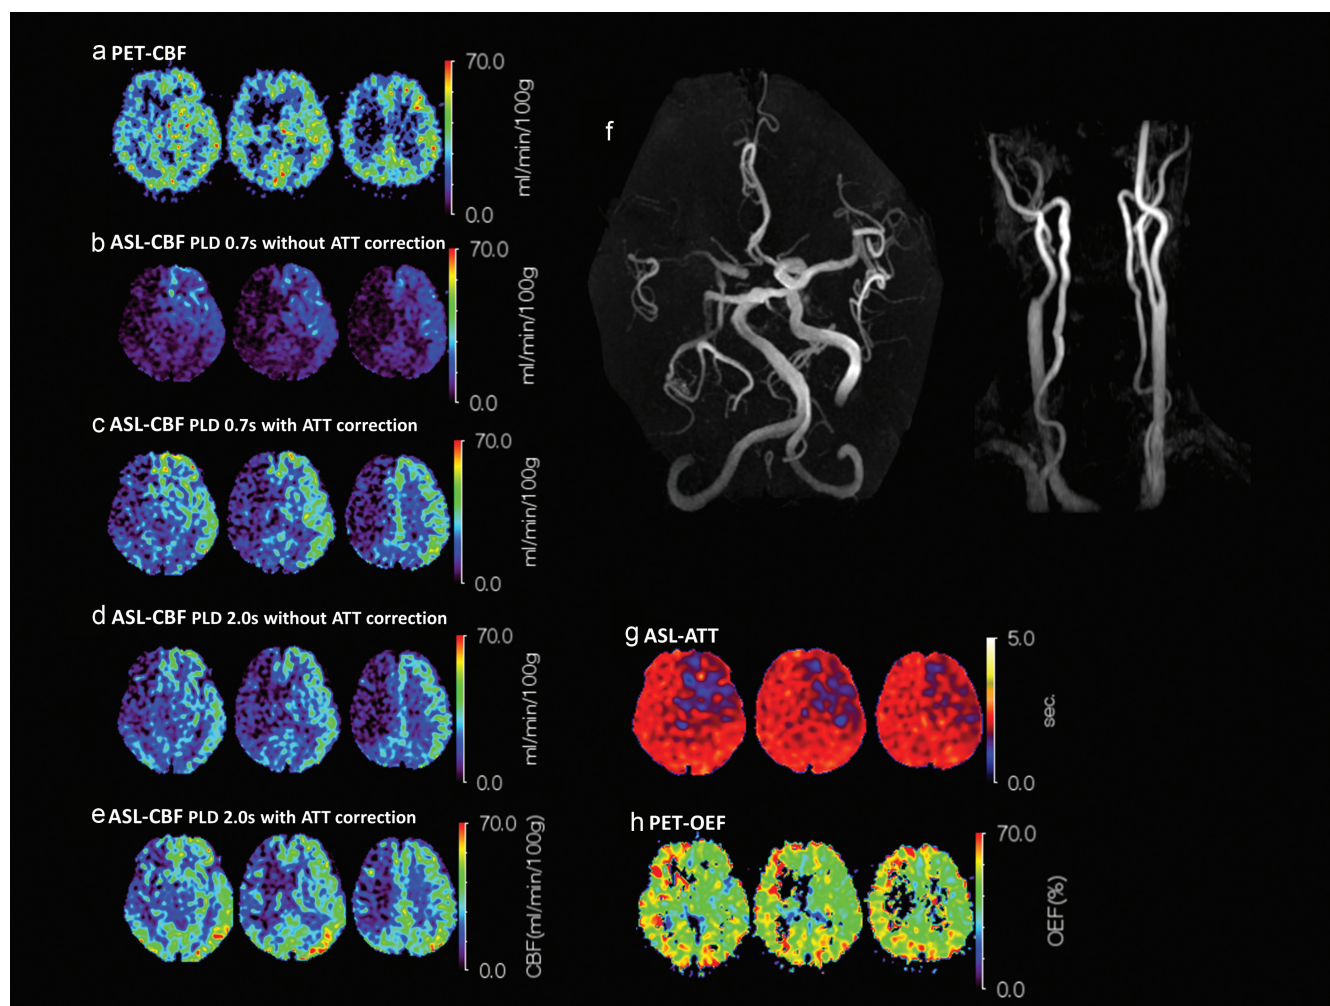 a PET-CBF
70.0
ml/min/100g
0.0
b ASL-CBF PLD 0.7s without ATT correction
70.0
ml/min/100g
0.0
c ASL-CBF PLD 0.7s with ATT correction
70.0
ml/min/100g
0.0
d ASL-CBF PLD 2.0s without ATT correction
70.0
ml/min/100g
0.0
e ASL-CBF PLD 2.0s with ATT correction
70.0
CBF(ml/min/100g)
0.0
f
g ASL-ATT
5.0
sec.
0.0
h PET-OEF
70.0
OEF(%)
0.0